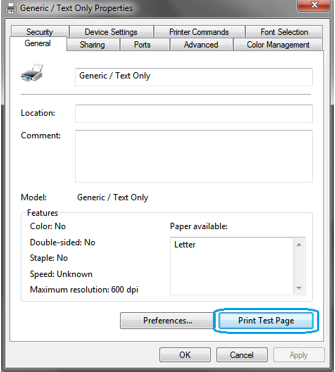 Generic / Text Only Properties
Security Device Settings Printer Commands Font Selection
General Sharing Ports Advanced Color Management
Generic / Text Only
Location:
Comment:
Model: Generic / Text Only
Features
Color: No Paper available:
Double-sided: No Letter
Staple: No
Speed: Unknown
Maximum resolution: 600 dpi
Preferences... Print Test Page
OK Cancel Apply